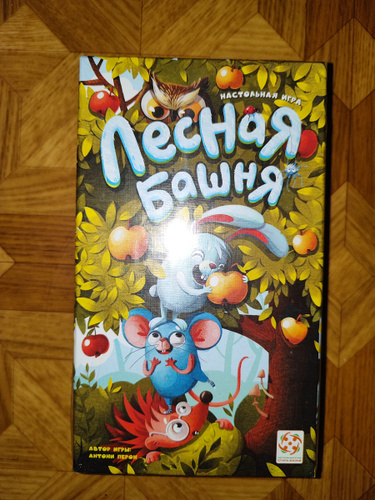 НАСТОЛЬНАЯ ИГРА
ЛЕСНАЯ
БАШНЯ
АВТОР ИГРЫ:
АНТОНИ ПЕРОН